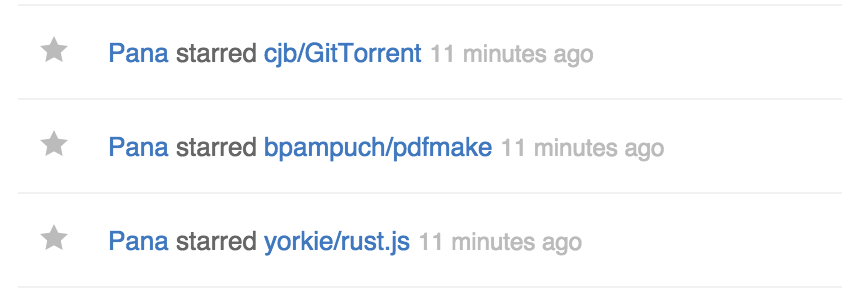 Pana starred cjb/GitTorrent 11 minutes ago
Pana starred bpampuch/pdfmake 11 minutes ago
Pana starred yorkie/rust.js 11 minutes ago